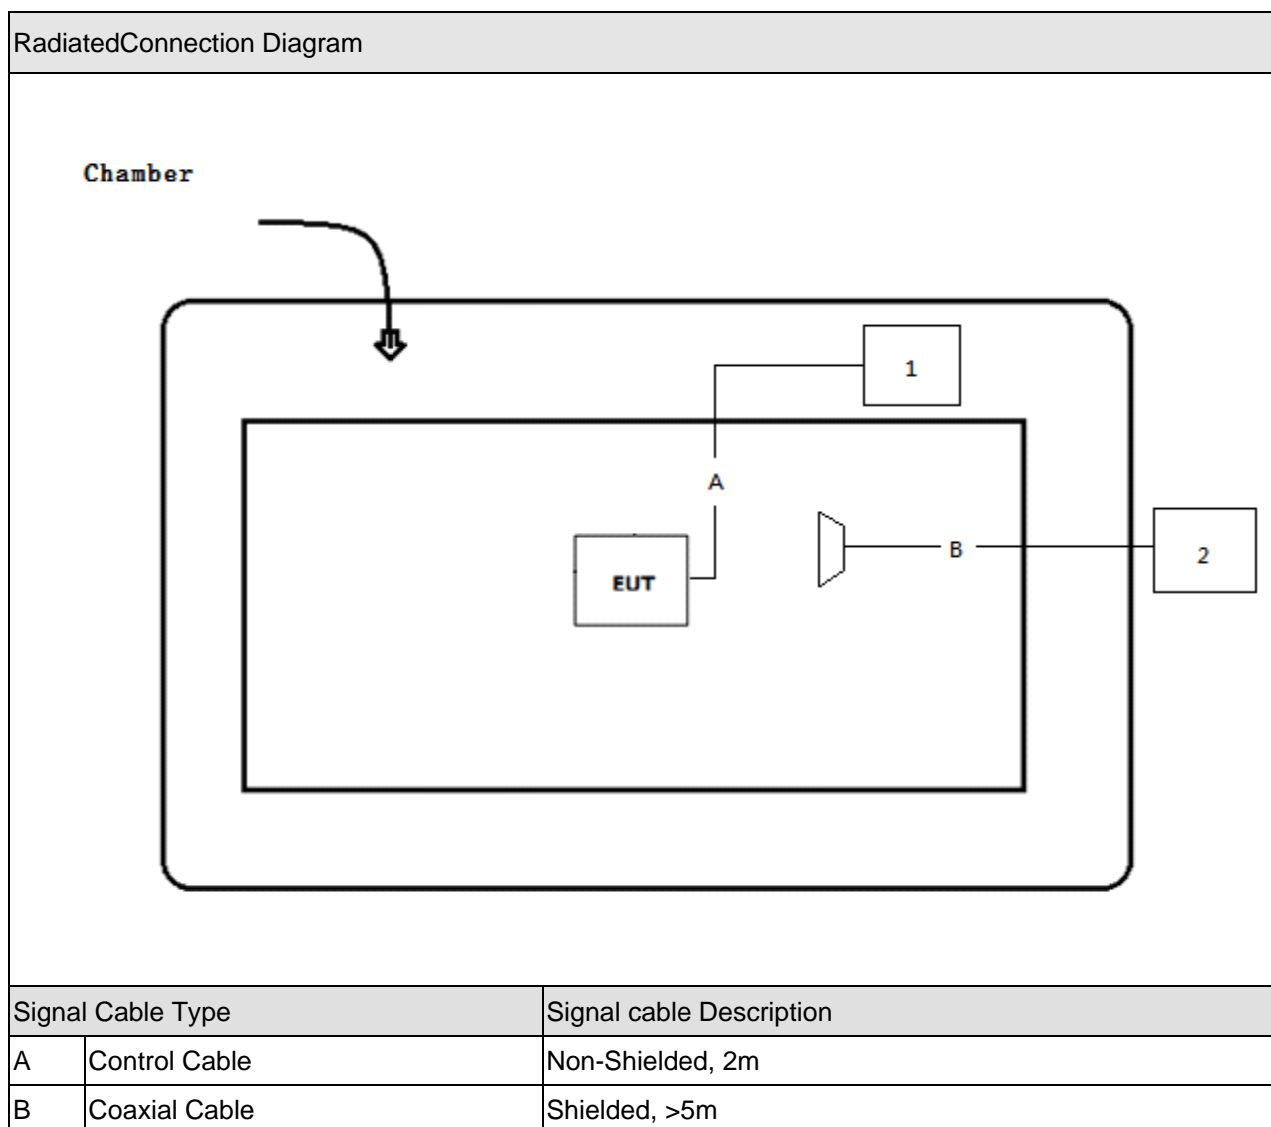 RadiatedConnection Diagram
Chamber
1
A
B
2
EUT
Signal Cable Type Signal cable Description
A Control Cable Non-Shielded, 2m
B Coaxial Cable Shielded, >5m